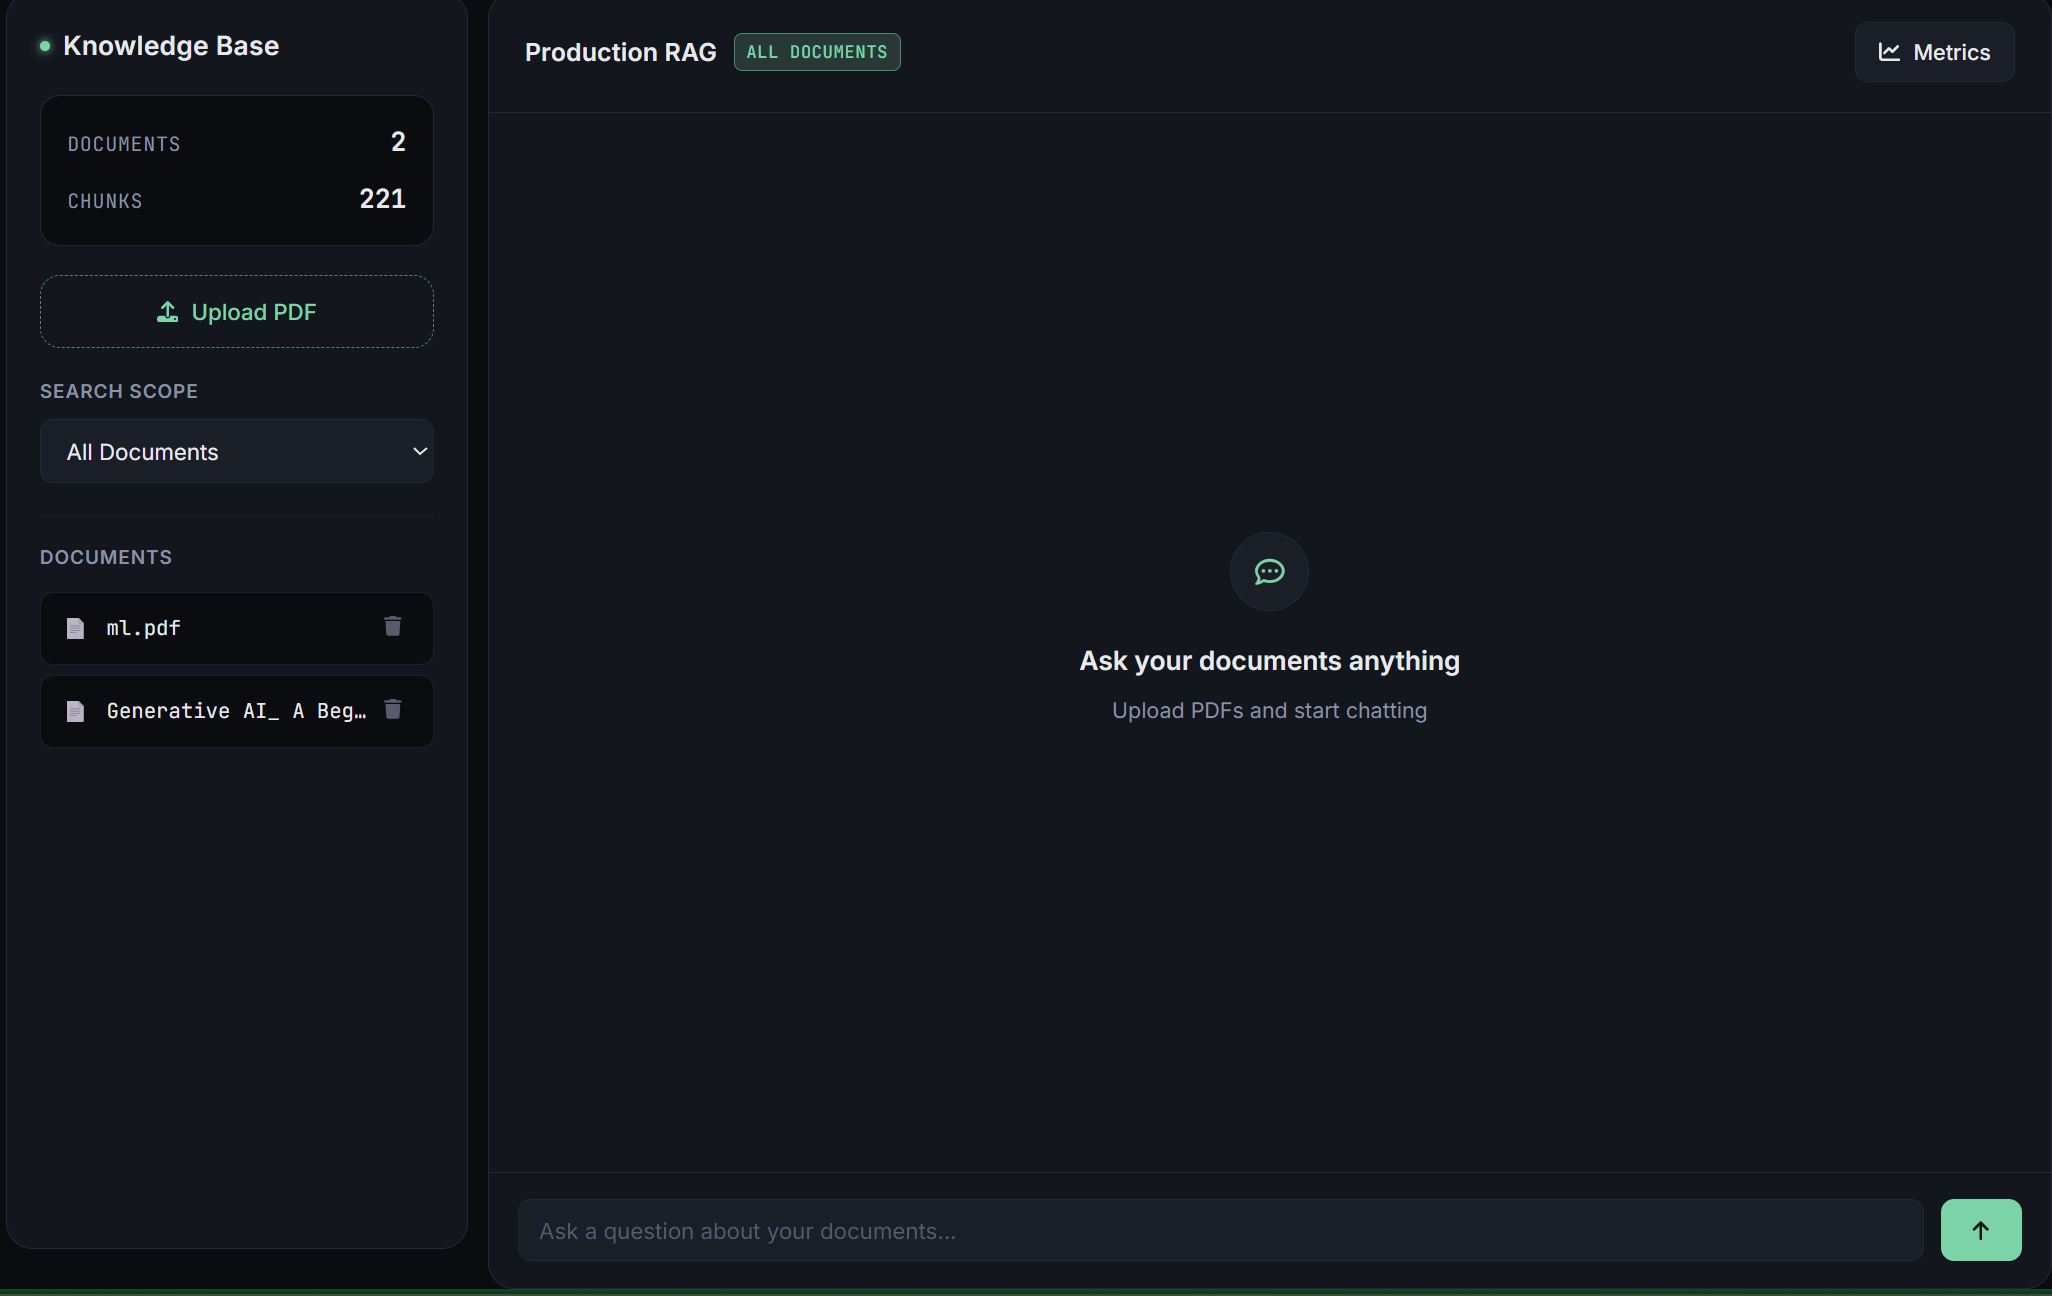 Knowledge Base
DOCUMENTS 2
CHUNKS 221
Upload PDF
SEARCH SCOPE
All Documents
DOCUMENTS
ml.pdf
Generative AI_ A Beg…
Production RAG ALL DOCUMENTS
Metrics
Ask your documents anything
Upload PDFs and start chatting
Ask a question about your documents...